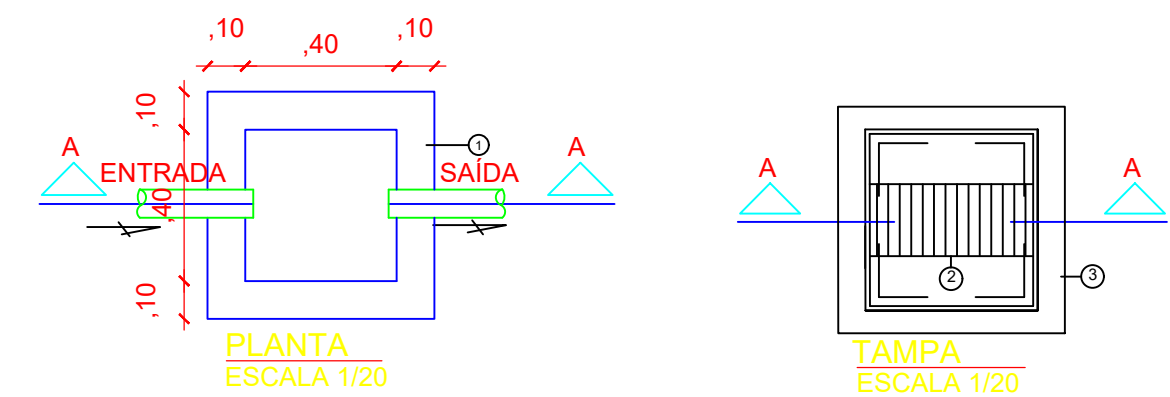 ,10 ,40 ,10
,10
A ENTRADA SAÍDA A
1
,40
,10
PLANTA
ESCALA 1/20
A A
2
3
TAMPA
ESCALA 1/20